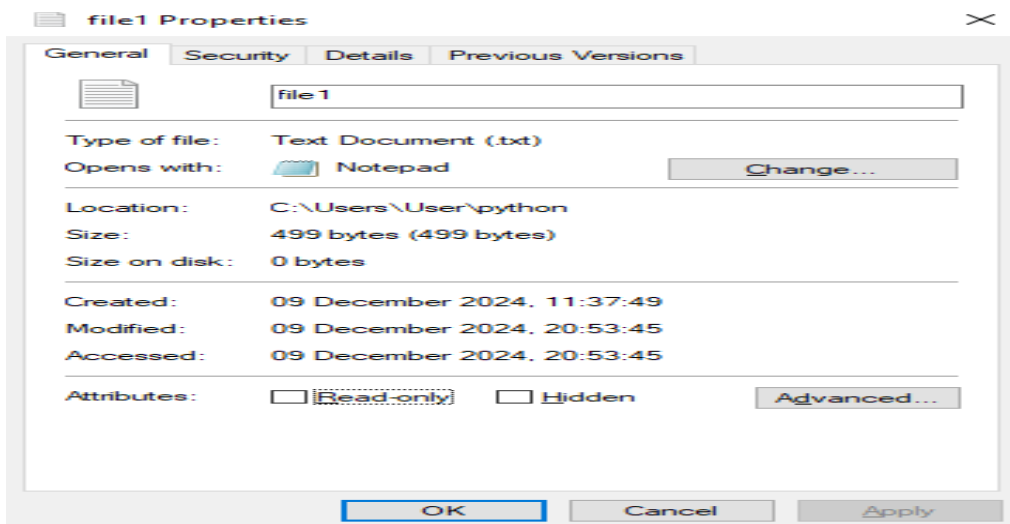 file1 Properties
General Security Details Previous Versions
file1
Type of file: Text Document (.txt)
Opens with: Notepad Change...
Location: C:\Users\User\python
Size: 499 bytes (499 bytes)
Size on disk: 0 bytes
Created: 09 December 2024, 11:37:49
Modified: 09 December 2024, 20:53:45
Accessed: 09 December 2024, 20:53:45
Attributes: Read-only Hidden Advanced...
OK Cancel Apply